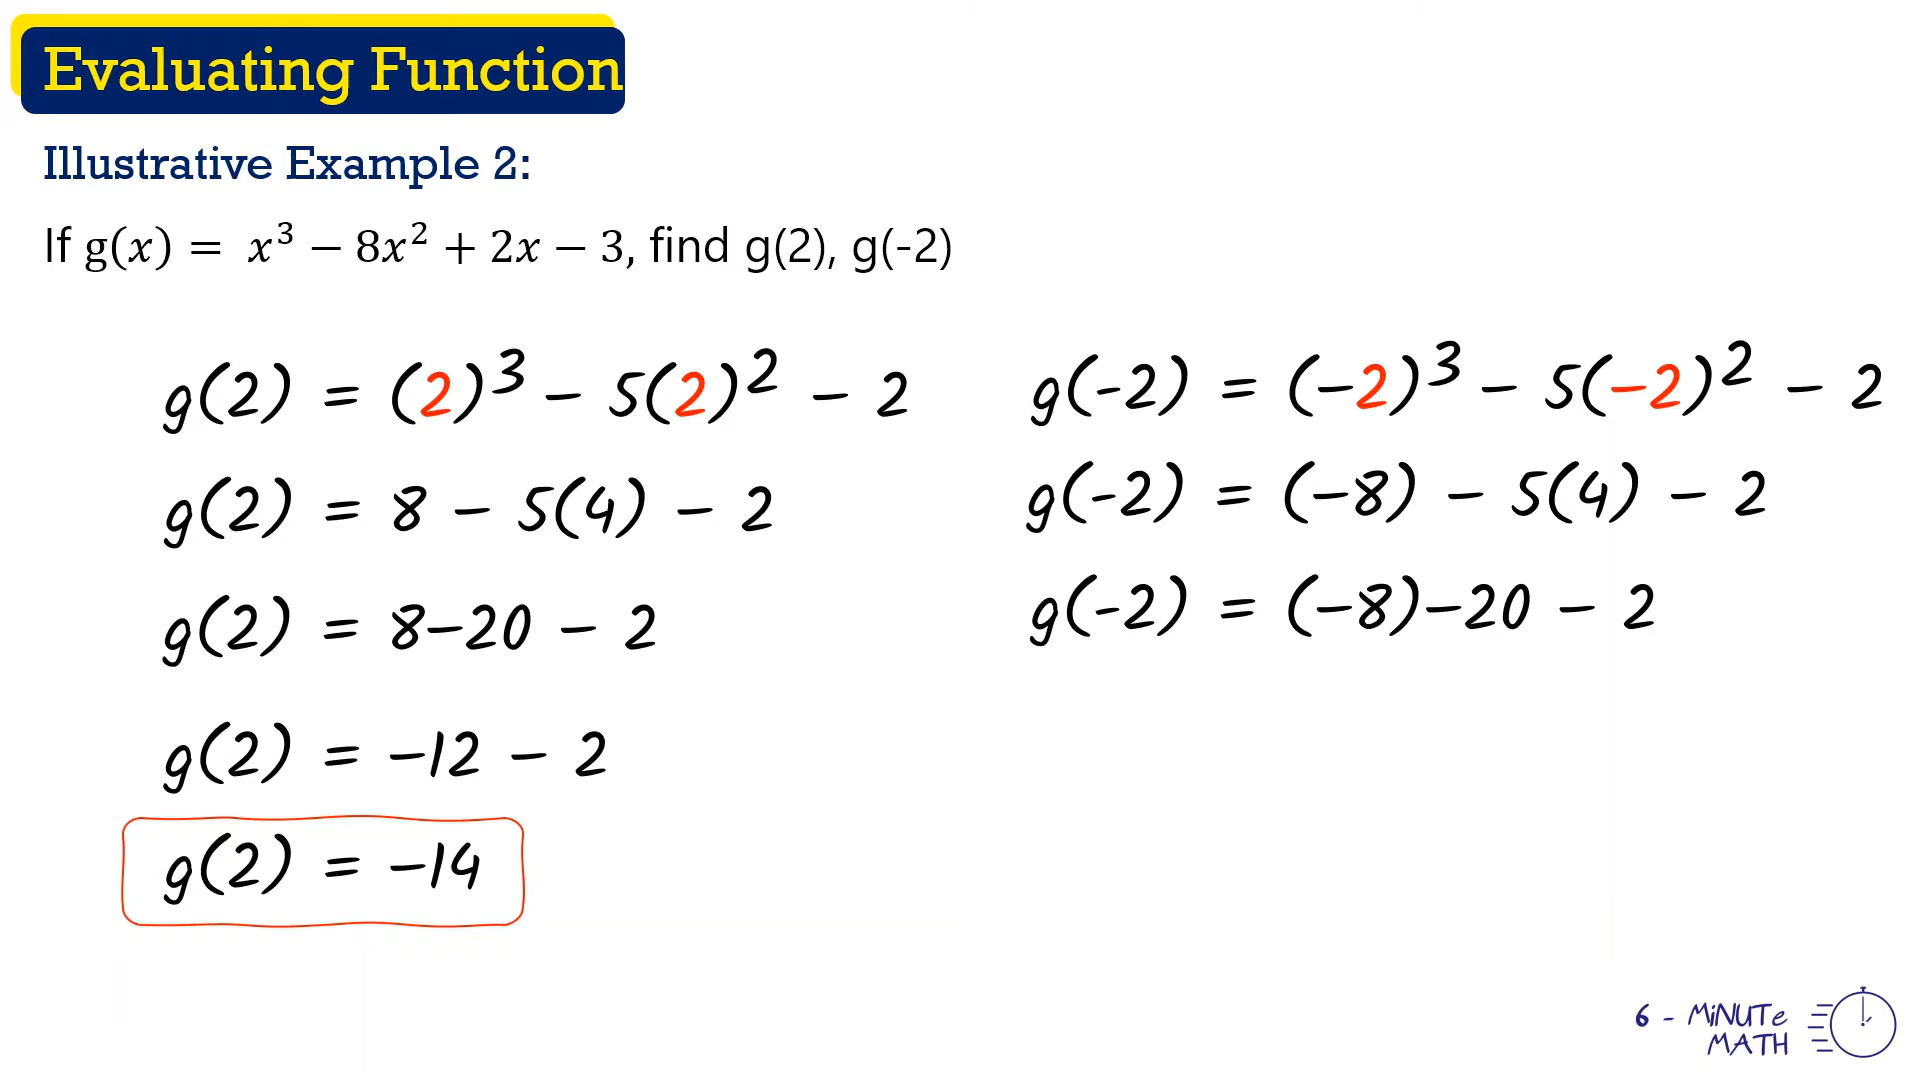 Evaluating Function
Illustrative Example 2:
If g(x) = x³ − 8x² + 2x − 3, find g(2), g(-2)
g(2) = (2)³ − 5(2)² − 2
g(2) = 8 − 5(4) − 2
g(2) = 8−20 − 2
g(2) = −12 − 2
g(2) = −14
g(-2) = (−2)³ − 5(−2)² − 2
g(-2) = (−8) − 5(4) − 2
g(-2) = (−8)−20 − 2
6 - MiNUTe
MATH